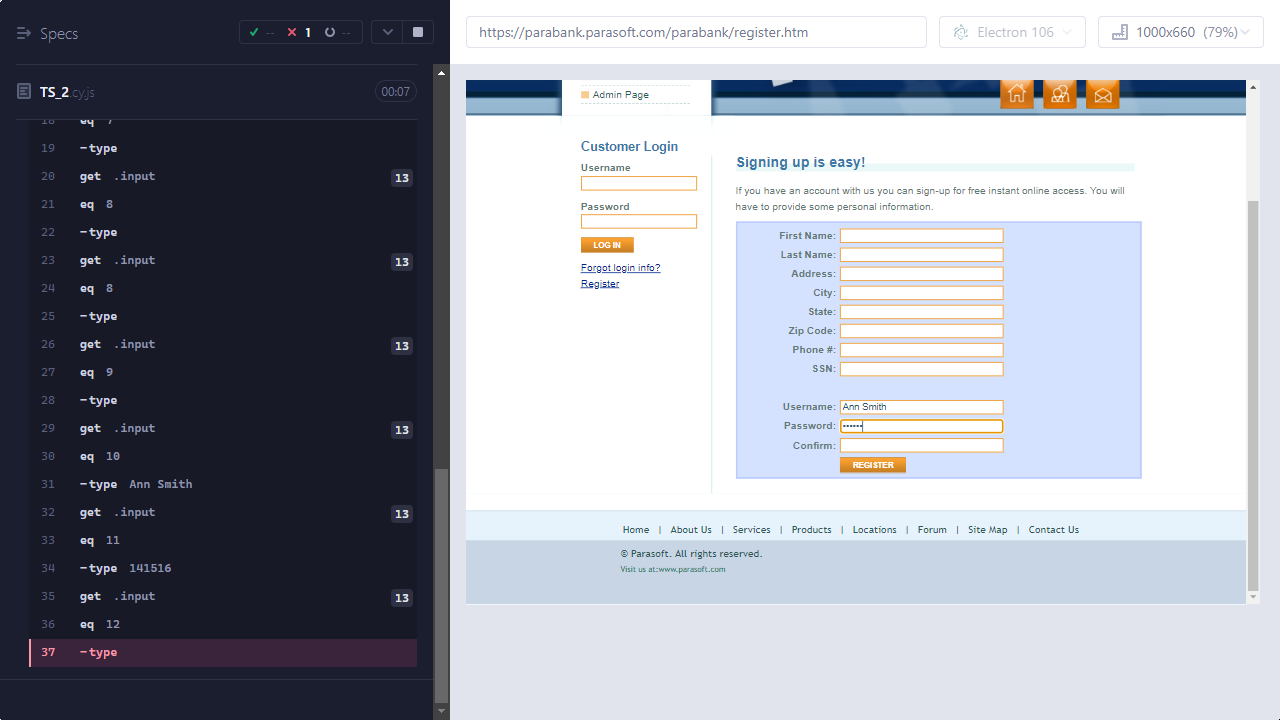 Specs
-- 1 --
TS_2.cy.js 00:07
18 eq 7
19 -type
20 get .input 13
21 eq 8
22 -type
23 get .input 13
24 eq 8
25 -type
26 get .input 13
27 eq 9
28 -type
29 get .input 13
30 eq 10
31 -type Ann Smith
32 get .input 13
33 eq 11
34 -type 141516
35 get .input 13
36 eq 12
37 -type
https://parabank.parasoft.com/parabank/register.htm
Electron 106
1000x660 (79%)
Admin Page
Customer Login
Username
Password
LOG IN
Forgot login info?
Register
Signing up is easy!
If you have an account with us you can sign-up for free instant online access. You will
have to provide some personal information.
First Name:
Last Name:
Address:
City:
State:
Zip Code:
Phone #:
SSN:
Username: Ann Smith
Password: ••••••
Confirm:
REGISTER
Home | About Us | Services | Products | Locations | Forum | Site Map | Contact Us
© Parasoft. All rights reserved.
Visit us at:www.parasoft.com